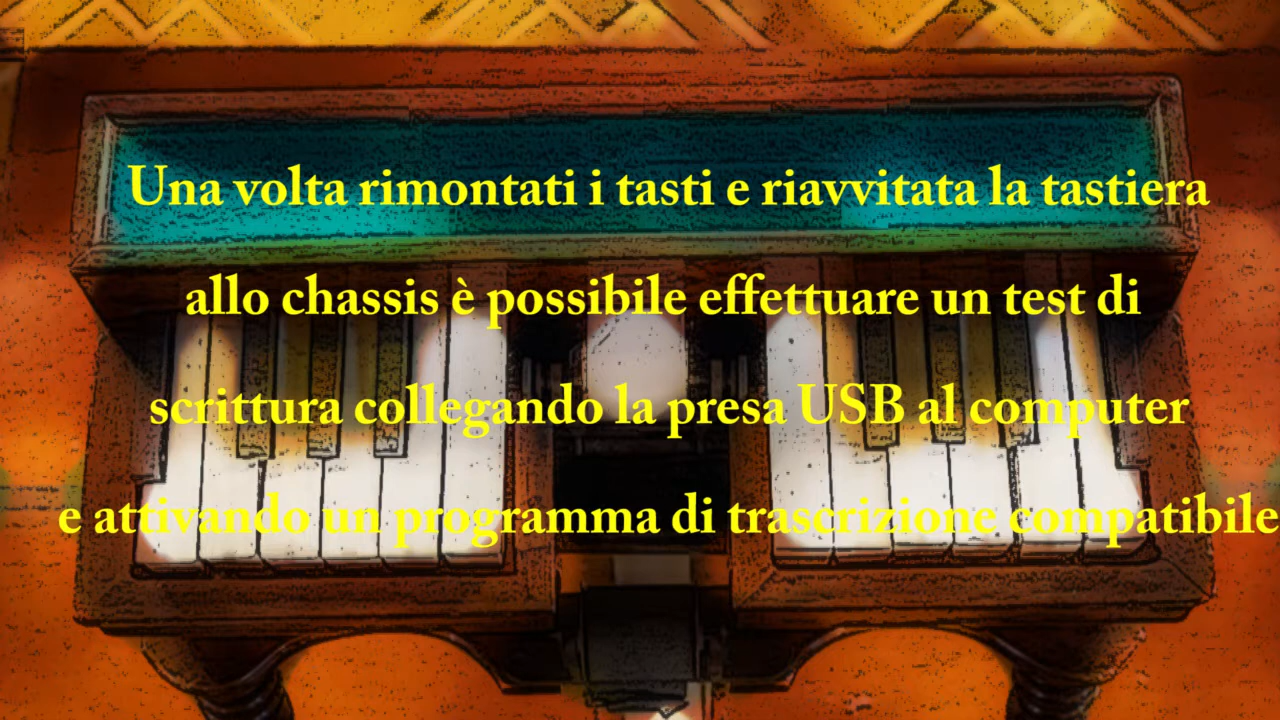 Una volta rimontati i tasti e riavvitata la tastiera
allo chassis è possibile effettuare un test di
scrittura collegando la presa USB al computer
e attivando un programma di trascrizione compatibile